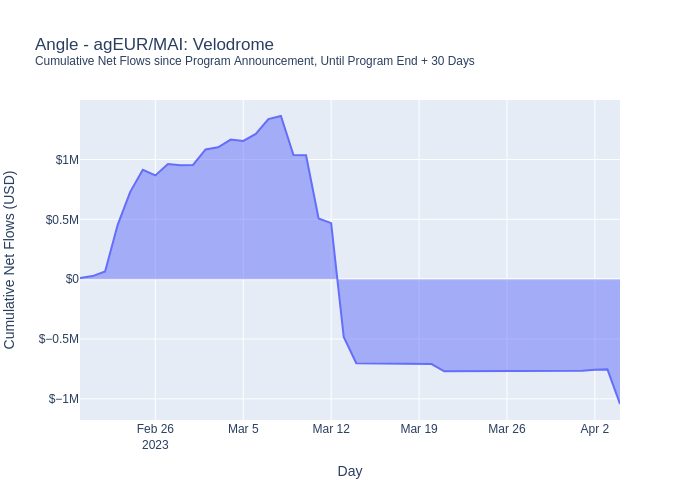 Angle - agEUR/MAI: Velodrome
Cumulative Net Flows since Program Announcement, Until Program End + 30 Days
Cumulative Net Flows (USD)
$1M
$0.5M
$0
$−0.5M
$−1M
Feb 26
2023
Mar 5
Mar 12
Mar 19
Mar 26
Apr 2
Day